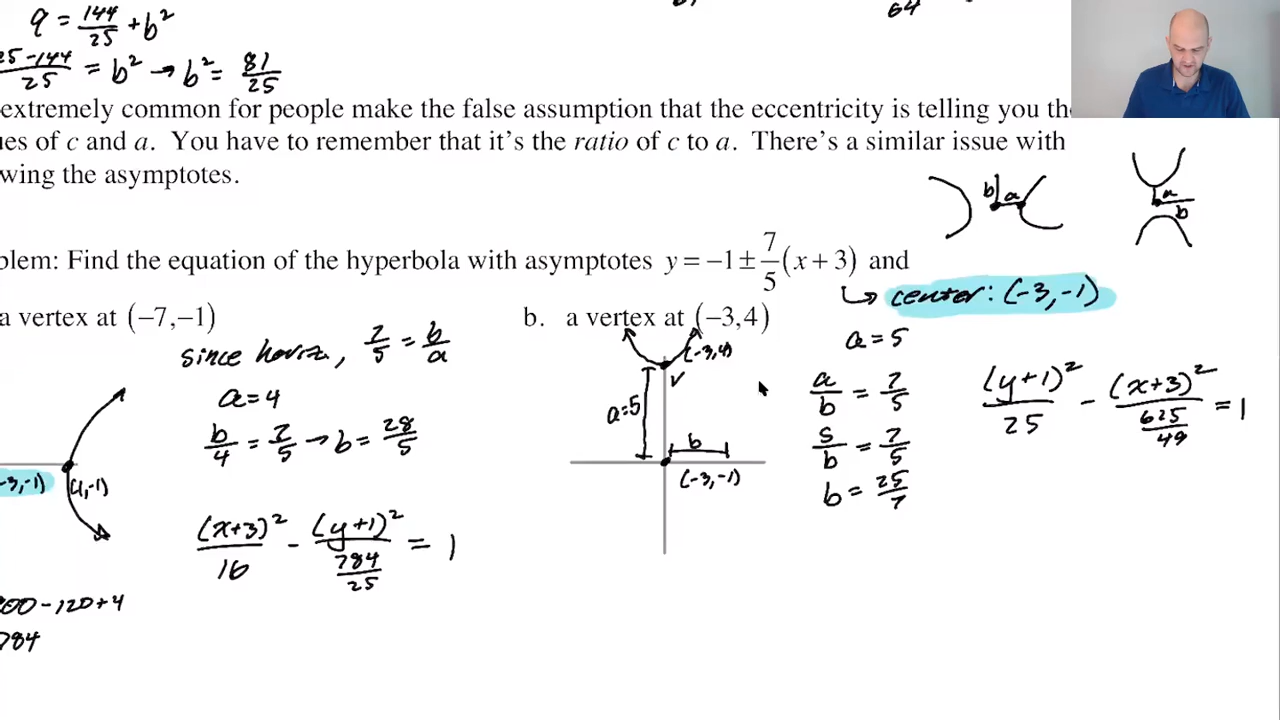 9 = 144/25 + b²
25-144/25 = b² → b² = 81/25
64
extremely common for people make the false assumption that the eccentricity is telling you the
es of c and a. You have to remember that it's the ratio of c to a. There's a similar issue with
wing the asymptotes.
b a
a
b
blem: Find the equation of the hyperbola with asymptotes y = −1 ± 7/5 (x + 3) and
↳ center: (-3,-1)
a vertex at (−7,−1)
since horiz, 7/5 = b/a
a=4
b/4 = 7/5 → b = 28/5
-3,-1)
(x+3)²/16 - (y+1)²/(784/25) = 1
00-120+4
784
b. a vertex at (−3,4)
(-3,4)
V
a=5
b
(-3,-1)
a=5
a/b = 7/5
5/b = 7/5
b = 25/7
(y+1)²/25 - (x+3)²/(625/49) = 1